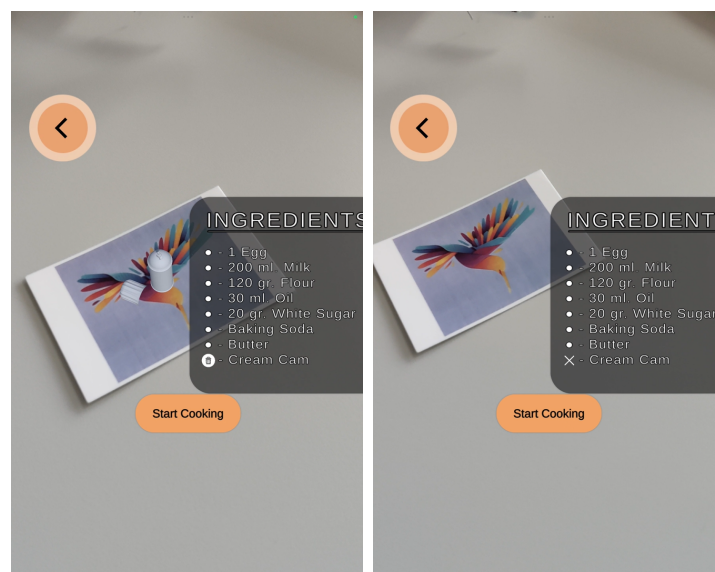 INGREDIENTS
- 1 Egg
- 200 ml. Milk
- 120 gr. Flour
- 30 ml. Oil
- 20 gr. White Sugar
- Baking Soda
- Butter
- Cream Cam
Start Cooking
INGREDIENT
- 1 Egg
- 200 ml. Milk
- 120 gr. Flour
- 30 ml. Oil
- 20 gr. White Sugar
- Baking Soda
- Butter
- Cream Cam
Start Cooking